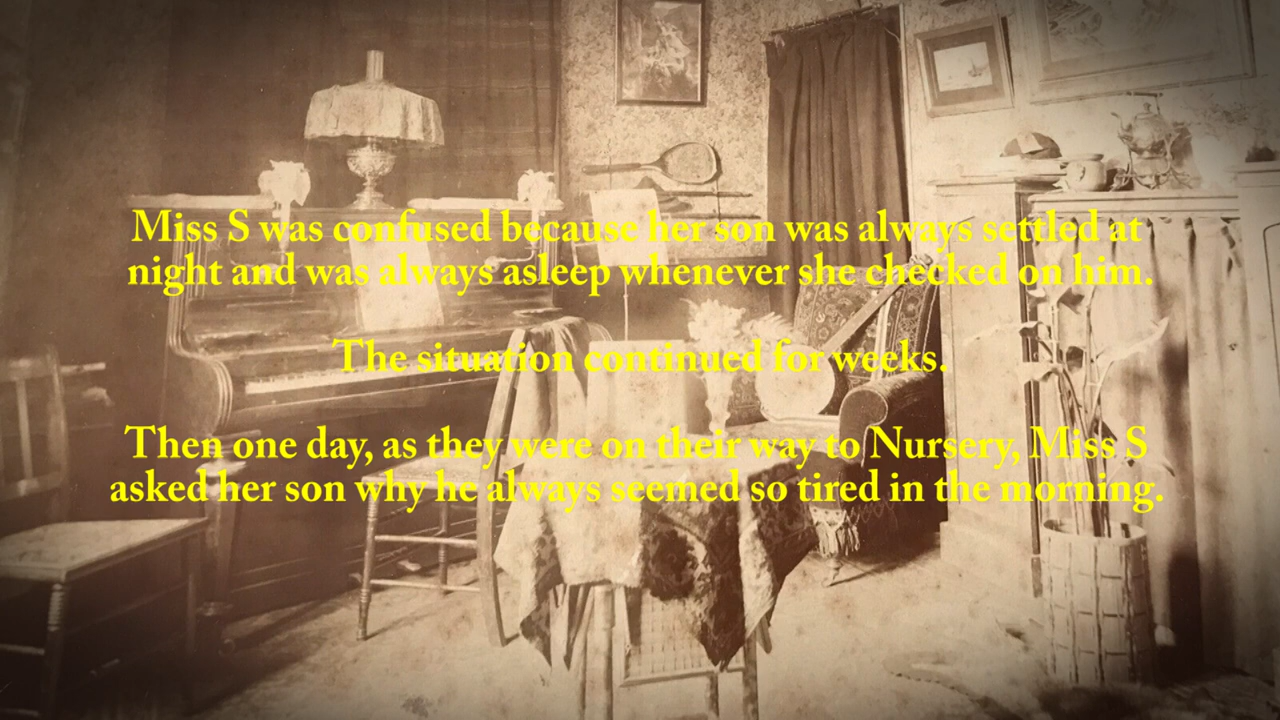 Miss S was confused because her son was always settled at
night and was always asleep whenever she checked on him.
The situation continued for weeks.
Then one day, as they were on their way to Nursery, Miss S
asked her son why he always seemed so tired in the morning.